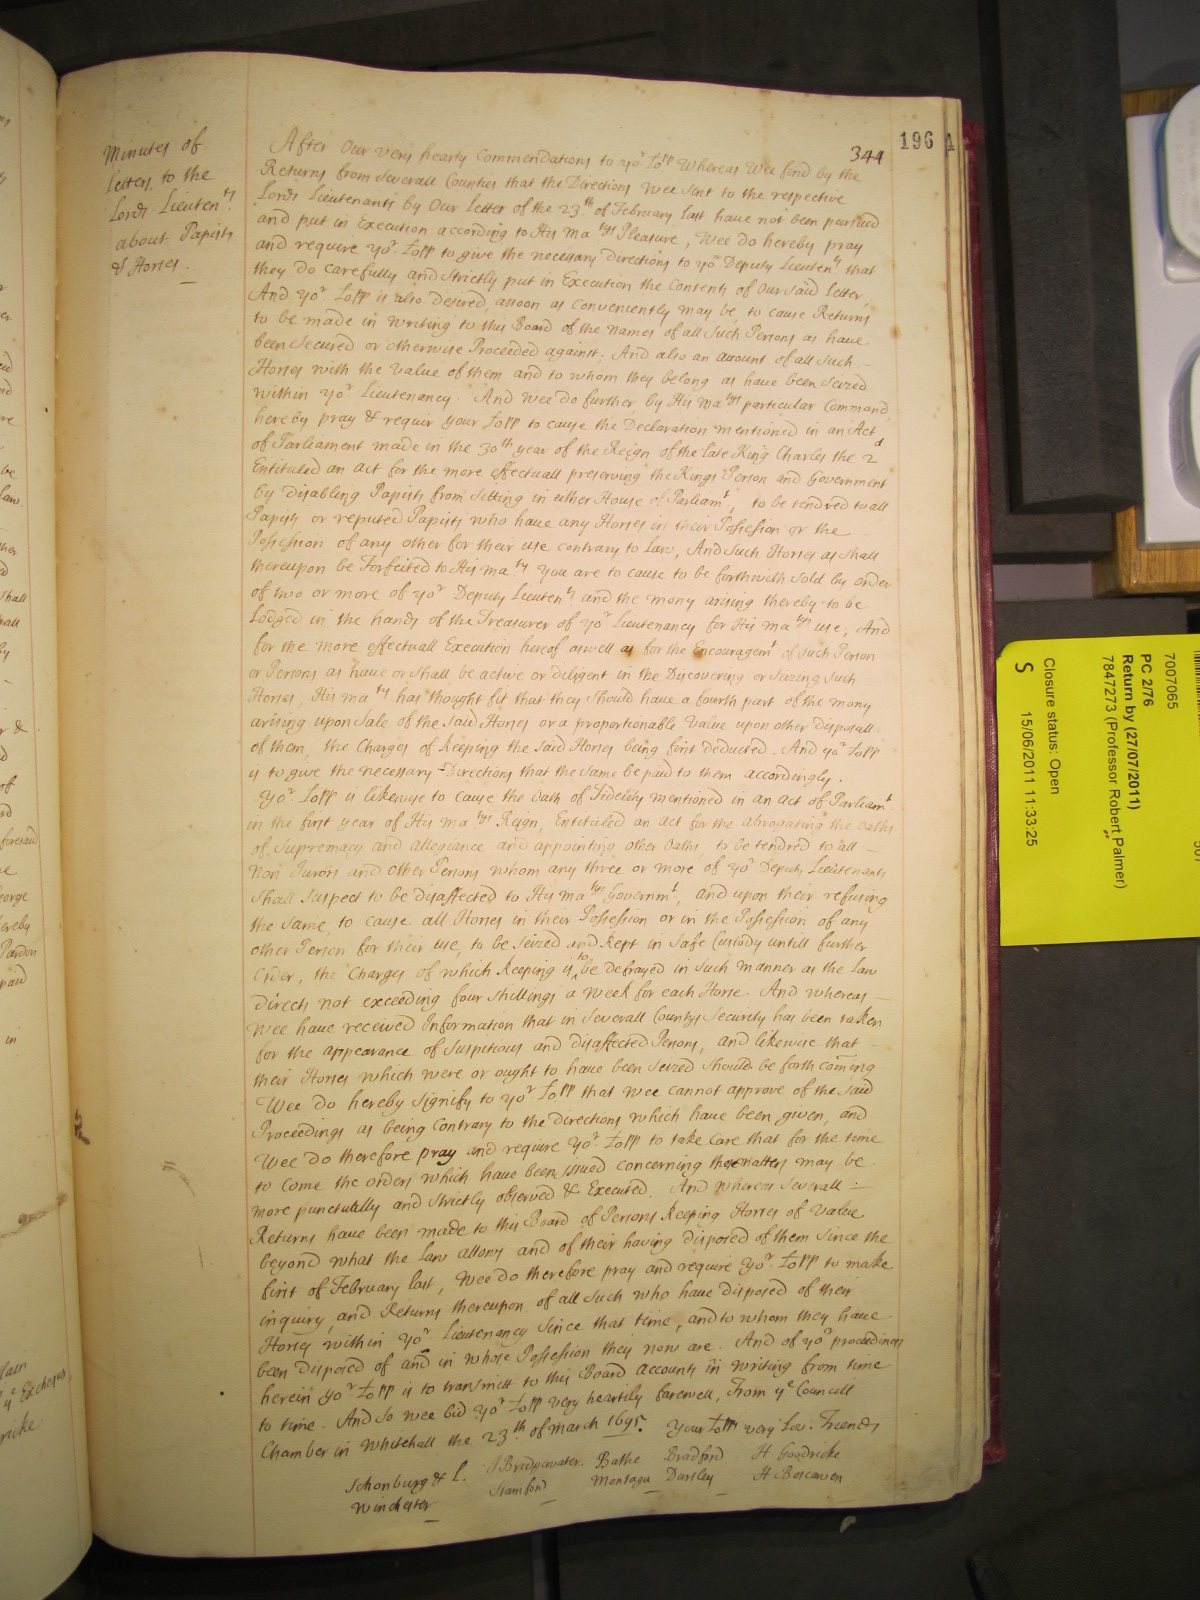 344
196
Minutes of
Letters to the
Lords Lieuten.ts
about Papists
& Horses.
After Our very hearty Commendations to yo.r Lo.pp Whereas Wee find by the
Returns from Severall Counties that the Directions Wee sent to the respective
Lords Lieutenants by Our Letter of the 23.th of February last have not been pursued
and put in Execution according to His Ma.tys Pleasure, Wee do hereby pray
and require yo.r Lo.pp to give the necessary Directions to yo.r Deputy Lieuten.ts that
they do carefully and strictly put in Execution the Contents of Our said Letter,
And yo.r Lo.pp is also desired, assoon as Conveniently may be, to cause Returns
to be made in writing to this Board of the names of all Such Persons as have
been Secured or otherwise Proceeded against; And also an account of all such
Horses with the value of them and to whom they belong as have been seized
within yo.r Lieutenancy. And wee do further, by His Ma.tys particular Command,
hereby pray & requir your Lo.pp to cause the Declaration mentioned in an Act
of Parliament made in the 30.th year of the Reign of the late King Charles the 2.d
Entituled an Act for the more effectuall preserving the Kings Person and Government
by disabling Papists from Sitting in either House of Parliam.t, to be tendred to all
Papists or reputed Papists who have any Horses in their Possession or the
Possession of any other for their use contrary to Law, And such Horses as shall
thereupon be Forfeited to His Ma.ty you are to cause to be forthwith sold by order
of two or more of yo.r Deputy Lieuten.ts and the mony arising thereby to be
Lodged in the hands of the Treasurer of yo.r Lieutenancy for His Ma.tys use, And
for the more effectuall Execution hereof aswell as for the Encouragem.t of such Person
or Persons as have or shall be active or diligent in the Discovering or seizing such
Horses, His Ma.ty has thought fit that they should have a fourth part of the mony
arising upon Sale of the said Horses or a proportionable value upon other disposall
of them, the Charges of keeping the said Horses being first Deducted. And yo.r Lo.pp
is to give the necessary Directions that the same be paid to them accordingly.
Yo.r Lo.pp is likewise to cause the Oath of Fidelity mentioned in an act of Parliam.t
in the first year of His Ma.tys Reign, Entituled an Act for the abrogating the Oaths
of Supremacy and allegiance and appointing other Oaths, to be tendred to all
Non Jurors and other Persons whom any three or more of yo.r Deputy Lieutenants
shall Suspect to be disaffected to His Ma.tys Governm.t, and upon their refusing
the same, to cause all Horses in their Possession or in the Possession of any
other Person for their use, to be Seized and kept in Safe Custody untill further
Order, the Charges of which keeping is to be defrayed in such manner as the Law
directs not exceeding four shillings a week for each Horse. And whereas
wee have received Information that in Severall Countys Security has been taken
for the appearance of Suspitious and disaffected Persons, and likewise that
their Horses which were or ought to have been seized should be forth coming
Wee do hereby Signify to yo.r Lo.pp that wee cannot approve of the said
Proceedings as being Contrary to the directions which have been given, and
Wee do therefore pray and require yo.r Lo.pp to take care that for the time
to come the orders which have been issued concerning these matters may be
more punctually and strictly observed & Executed. And whereas Severall
Returns have been made to this Board of Persons keeping Horses of value
beyond what the Law allows and of their having disposed of them since the
first of February last, Wee do therefore pray and require yo.r Lo.pp to make
inquiry and Returns thereupon of all such who have disposed of their
Horses within yo.r Lieutenancy since that time, and to whom they have
been disposed of and in whose Possession they now are. And of yo.r proceedings
herein yo.r Lo.pp is to transmitt to this Board accounts in writing from time
to time. And so wee bid yo.r Lo.pp very heartily farewell, From y.e Councill
Chamber in Whitehall the 23.th of March 1695. Your Lo.pps very Lov. Friends
Schonburg & L. J Bridgewater. Bathe Bradford H Goodricke
Winchester Stamford Montagu Dursley H Boscawen
7007065
PC 2/76
Return by (27/07/2011)
7847273 (Professor Robert Palmer)
Closure status: Open
S 15/06/2011 11:33:25